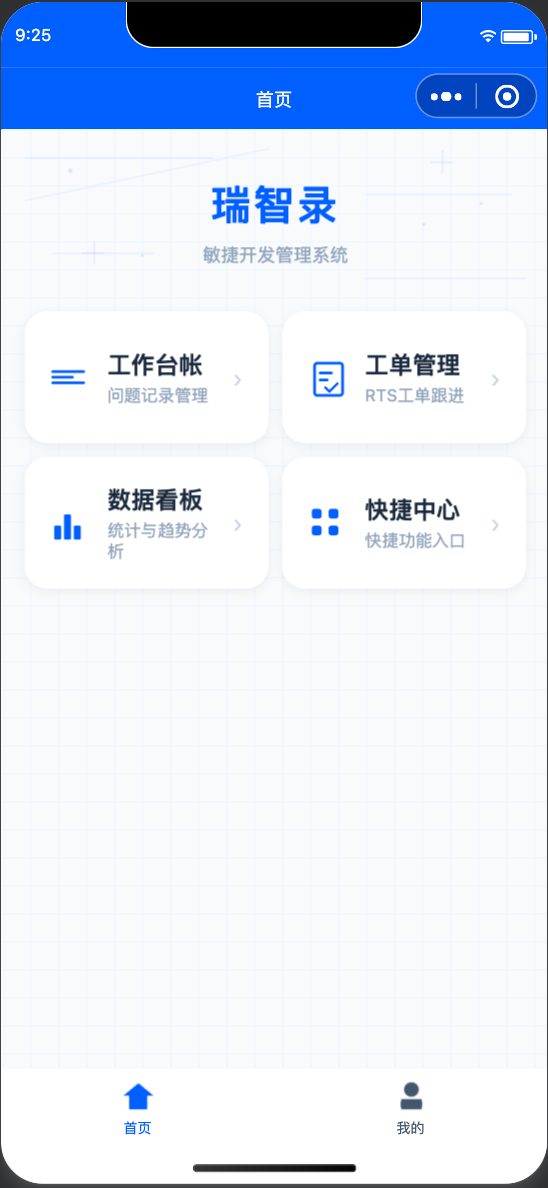 9:25
首页
瑞智录
敏捷开发管理系统
工作台帐
问题记录管理
工单管理
RTS工单跟进
数据看板
统计与趋势分
析
快捷中心
快捷功能入口
首页
我的